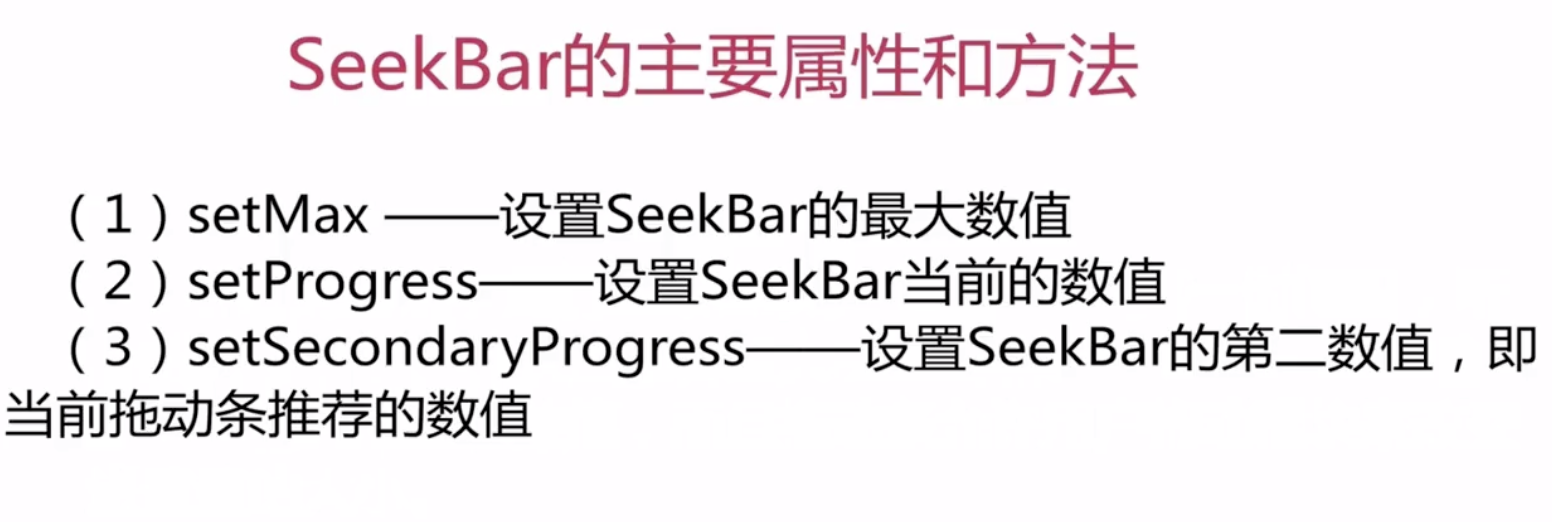 SeekBar的主要属性和方法
（1）setMax ——设置SeekBar的最大数值
（2）setProgress——设置SeekBar当前的数值
（3）setSecondaryProgress——设置SeekBar的第二数值，即
当前拖动条推荐的数值